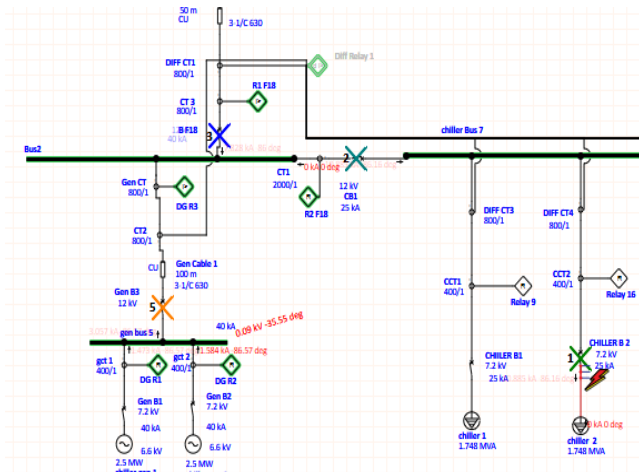 50 m
CU
3-1/C 630
DIFF CT1
800/1
Diff Relay 1
R1 F18
CT 3
800/1
B F18
3
40 kA
chiller Bus 7
Bus2
2
0 kA 0 deg
CT1
2000/1
12 kV
CB1
25 kA
R2 F18
Gen CT
800/1
DG R3
CT2
800/1
DIFF CT3
800/1
DIFF CT4
800/1
CU
Gen Cable 1
100 m
3-1/C 630
CCT1
400/1
Relay 9
CCT2
400/1
Relay 16
Gen B3
12 kV
5
40 kA
0.09 kV -35.55 deg
gen bus 5
1.584 kA 86.57 deg
gct 1
400/1
gct 2
400/1
DG R1
DG R2
CHIILER B1
7.2 kV
25 kA
1
CHILLER B 2
7.2 kV
25 kA
Gen B1
7.2 kV
40 kA
Gen B2
7.2 kV
40 kA
6.6 kV
6.6 kV
2.5 MW
2.5 MW
chiller 1
1.748 MVA
0 kA 0 deg
chiller 2
1.748 MVA